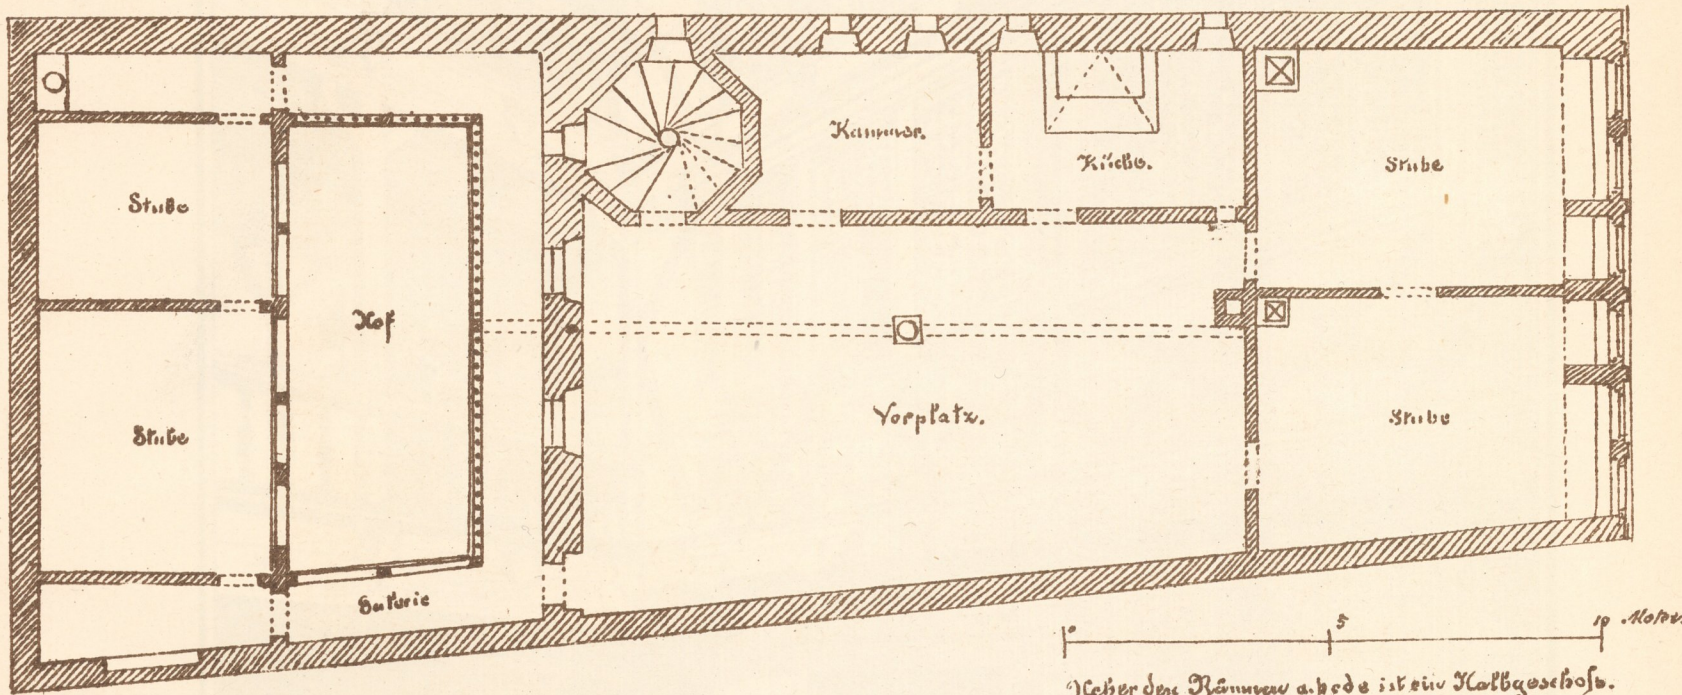 Kammer.
Küche.
Stube
Stube
Hof
Stube
Vorplatz.
Stube
Galerie
0 5 10 Meter.
Ueber den Räumen a.b.c.d.e ist ein Halbgeschoß.